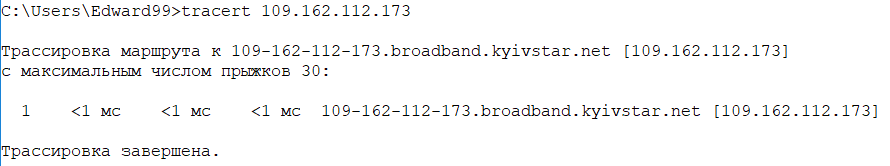 C:\Users\Edward99>tracert 109.162.112.173
Трассировка маршрута к 109-162-112-173.broadband.kyivstar.net [109.162.112.173]
с максимальным числом прыжков 30:
1 <1 мс <1 мс <1 мс 109-162-112-173.broadband.kyivstar.net [109.162.112.173]
Трассировка завершена.